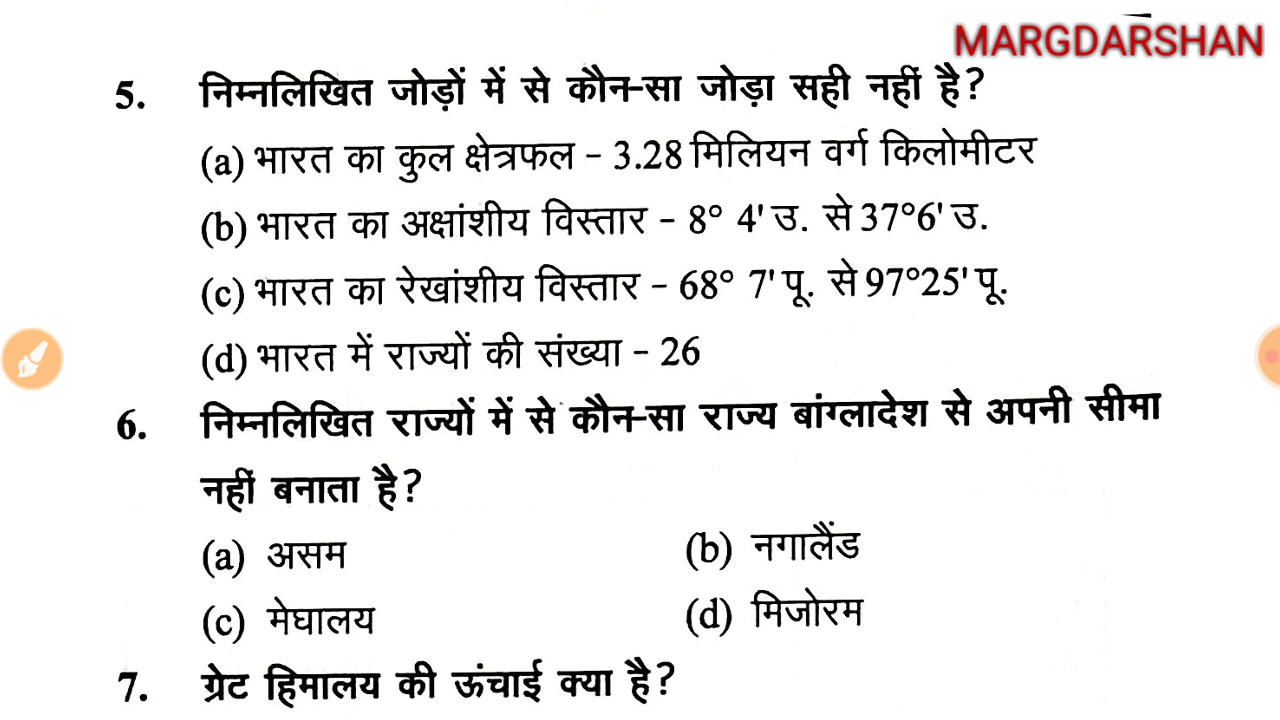 MARGDARSHAN
5. निम्नलिखित जोड़ों में से कौन-सा जोड़ा सही नहीं है?
(a) भारत का कुल क्षेत्रफल – 3.28 मिलियन वर्ग किलोमीटर
(b) भारत का अक्षांशीय विस्तार – 8° 4' उ. से 37°6' उ.
(c) भारत का रेखांशीय विस्तार – 68° 7' पू. से 97°25' पू.
(d) भारत में राज्यों की संख्या – 26
6. निम्नलिखित राज्यों में से कौन-सा राज्य बांग्लादेश से अपनी सीमा
नहीं बनाता है?
(a) असम (b) नगालैंड
(c) मेघालय (d) मिजोरम
7. ग्रेट हिमालय की ऊंचाई क्या है?